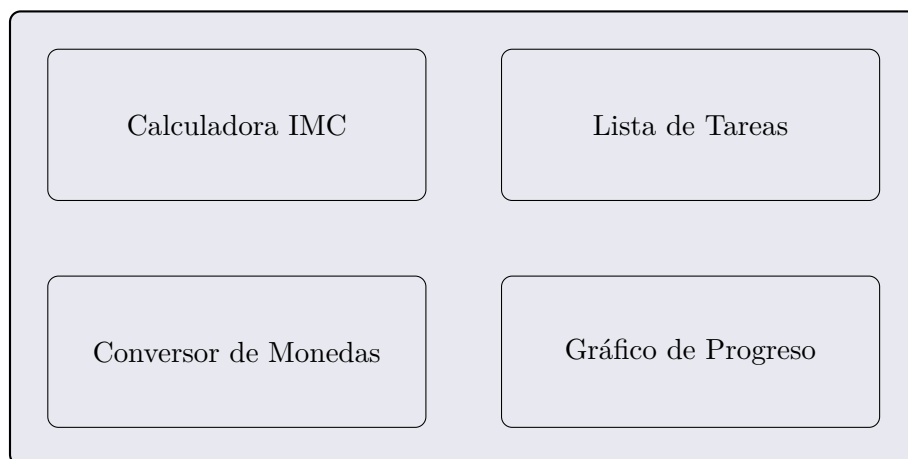 Calculadora IMC
Lista de Tareas
Conversor de Monedas
Gráfico de Progreso